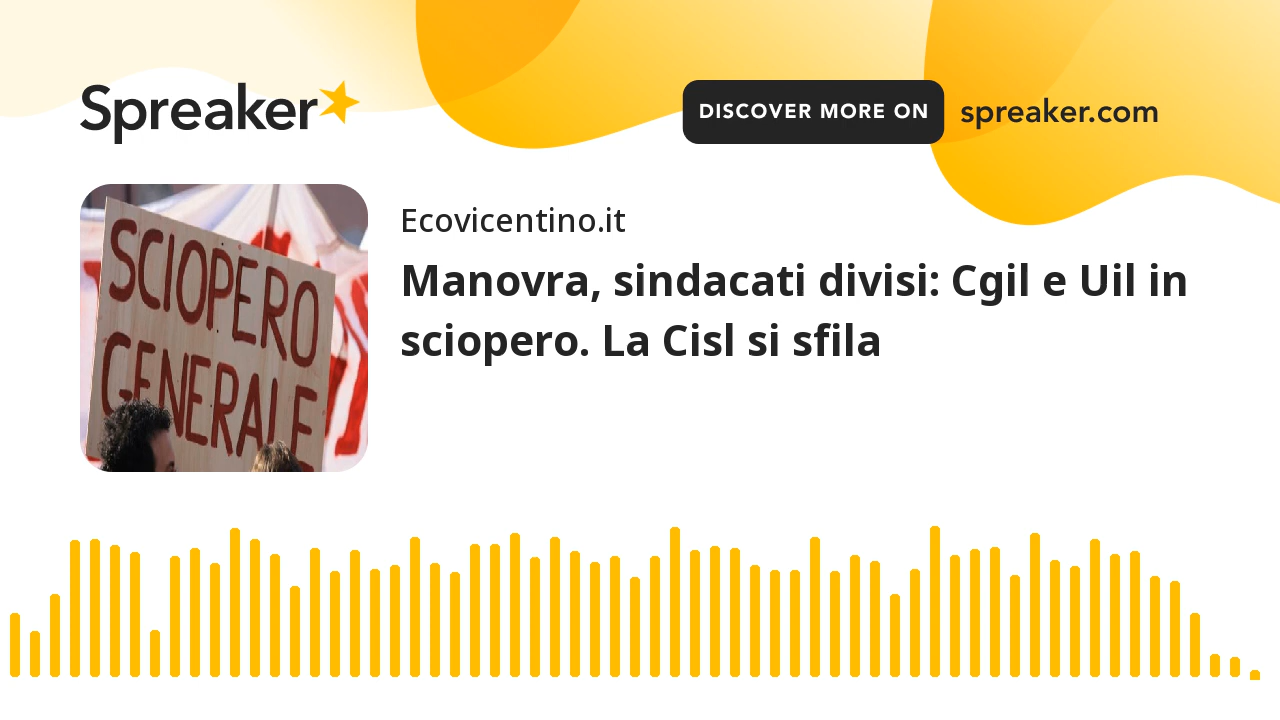 Spreaker
DISCOVER MORE ON
spreaker.com
SCIOPERO
GENERALE
Ecovicentino.it
Manovra, sindacati divisi: Cgil e Uil in
sciopero. La Cisl si sfila